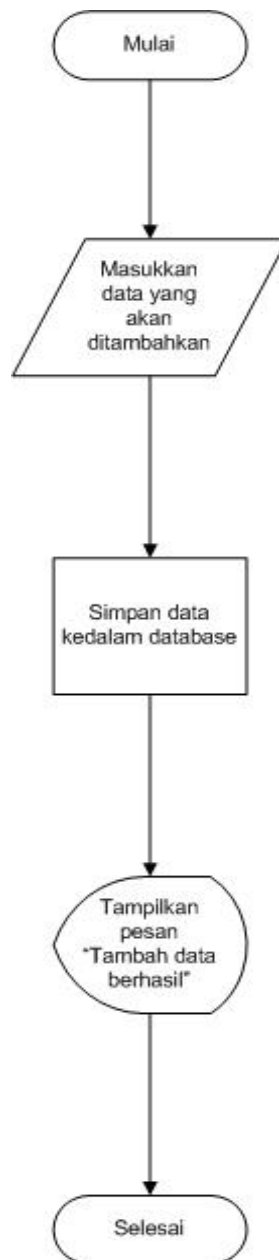 Mulai
Masukkan
data yang
akan
ditambahkan
Simpan data
kedalam database
Tampilkan
pesan
“Tambah data
berhasil”
Selesai